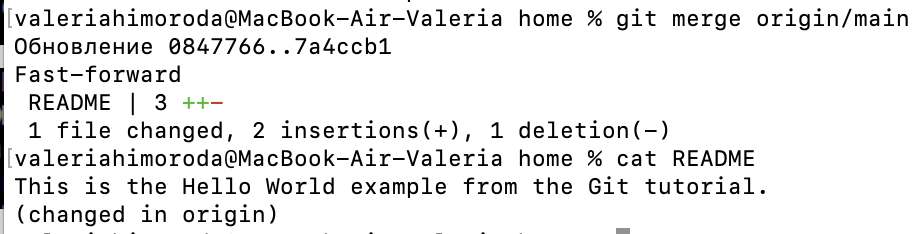 [valeriahimoroda@MacBook-Air-Valeria home % git merge origin/main
Обновление 0847766..7a4ccb1
Fast-forward
 README | 3 ++-
 1 file changed, 2 insertions(+), 1 deletion(-)
[valeriahimoroda@MacBook-Air-Valeria home % cat README
This is the Hello World example from the Git tutorial.
(changed in origin)